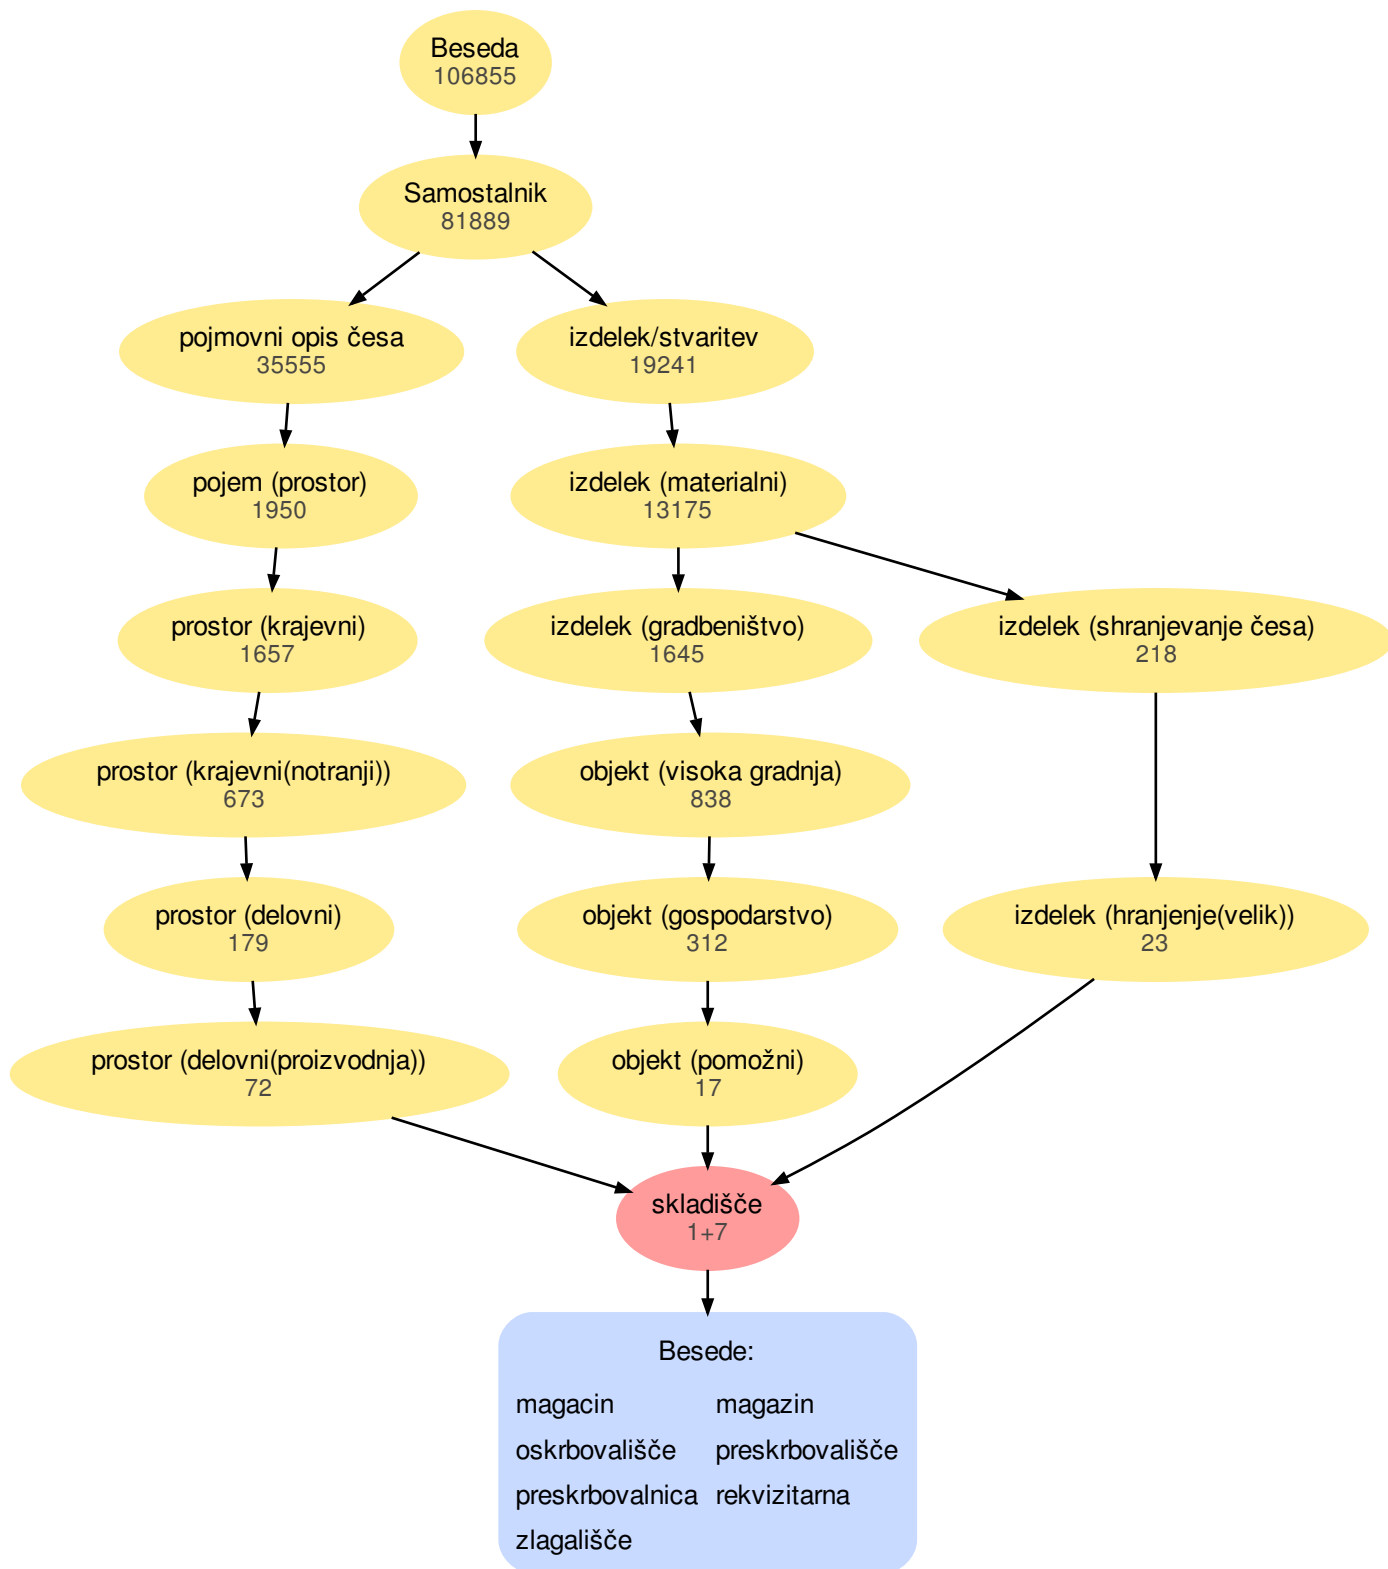 Beseda
106855
Samostalnik
81889
pojmovni opis česa
35555
izdelek/stvaritev
19241
pojem (prostor)
1950
izdelek (materialni)
13175
prostor (krajevni)
1657
izdelek (gradbeništvo)
1645
izdelek (shranjevanje česa)
218
prostor (krajevni(notranji))
673
objekt (visoka gradnja)
838
prostor (delovni)
179
objekt (gospodarstvo)
312
izdelek (hranjenje(velik))
23
prostor (delovni(proizvodnja))
72
objekt (pomožni)
17
skladišče
1+7
Besede:
magacin magazin
oskrbovališče preskrbovališče
preskrbovalnica rekvizitarna
zlagališče